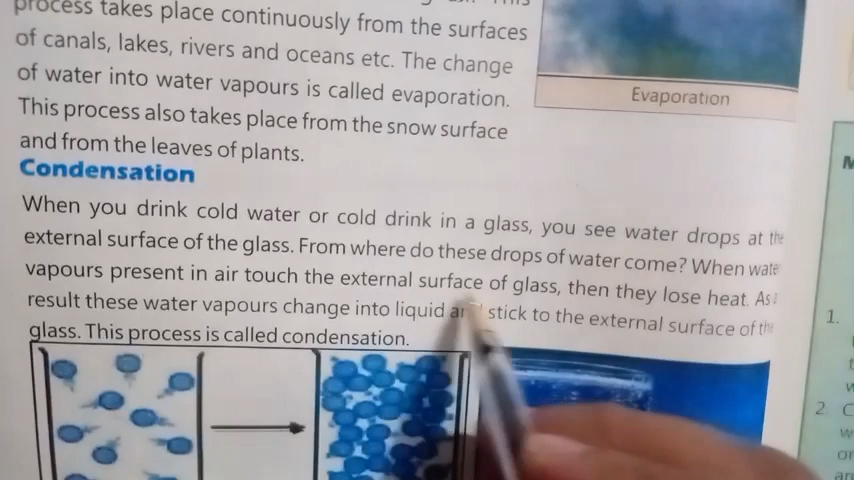 process takes place continuously from the surfaces
of canals, lakes, rivers and oceans etc. The change
of water into water vapours is called evaporation.
This process also takes place from the snow surface
and from the leaves of plants.
Evaporation
Condensation
When you drink cold water or cold drink in a glass, you see water drops at the
external surface of the glass. From where do these drops of water come? When water
vapours present in air touch the external surface of glass, then they lose heat. As a
result these water vapours change into liquid and stick to the external surface of the
glass. This process is called condensation.
M
1.
2. C
w
or